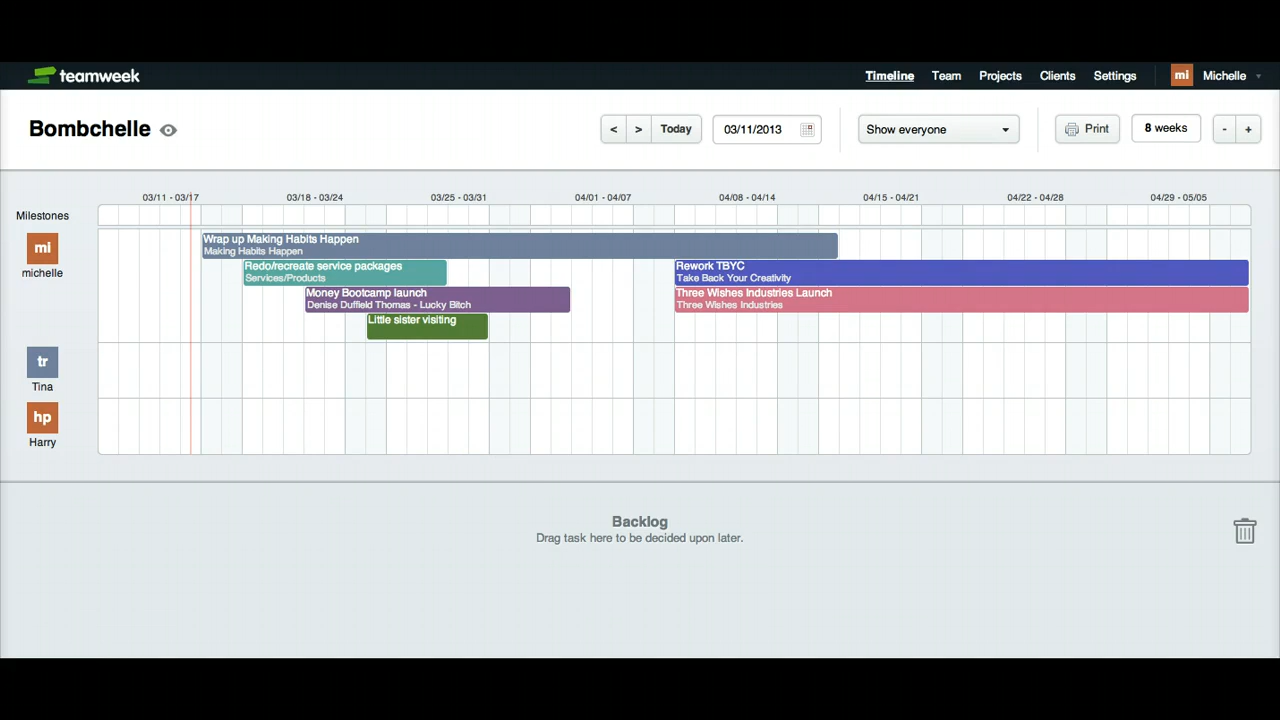 teamweek
Timeline Team Projects Clients Settings mi Michelle
Bombchelle
< > Today 03/11/2013 Show everyone Print 8 weeks - +
03/11 - 03/17 03/18 - 03/24 03/25 - 03/31 04/01 - 04/07 04/08 - 04/14 04/15 - 04/21 04/22 - 04/28 04/29 - 05/05
Milestones
mi
michelle
Wrap up Making Habits Happen
Making Habits Happen
Redo/recreate service packages
Services/Products
Rework TBYC
Take Back Your Creativity
Money Bootcamp launch
Denise Duffield Thomas - Lucky Bitch
Three Wishes Industries Launch
Three Wishes Industries
Little sister visiting
tr
Tina
hp
Harry
Backlog
Drag task here to be decided upon later.